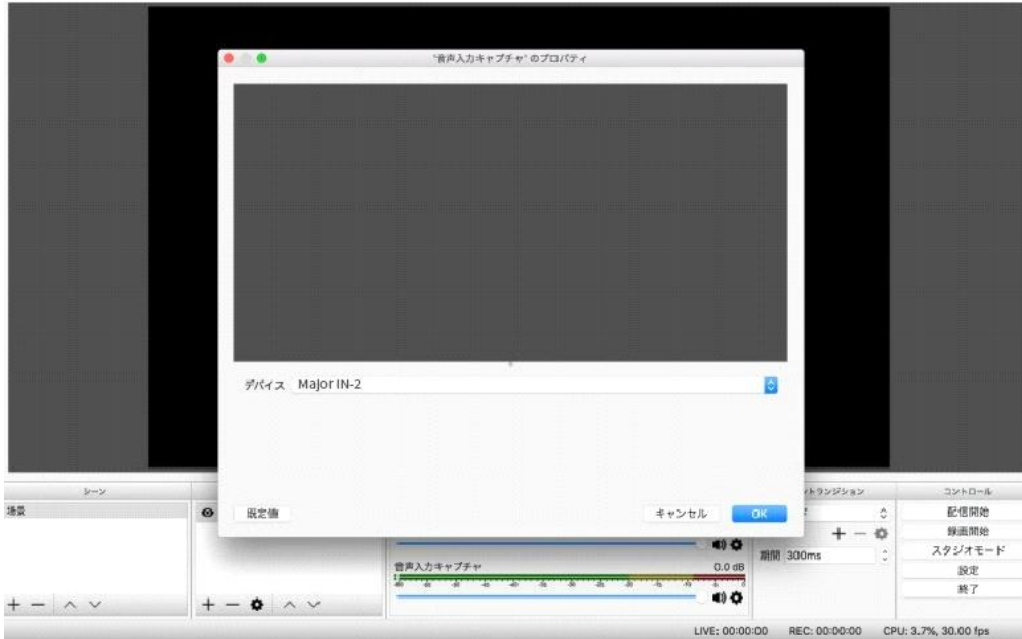 "音声入力キャプチャ" のプロパティ
デバイス Major IN-2
既定値
キャンセル
OK
シーン
場景
トランジション
期間 300ms
音声入力キャプチャ
0.0 dB
コントロール
配信開始
録画開始
スタジオモード
設定
終了
LIVE: 00:00:00 REC: 00:00:00 CPU: 3.7%, 30.00 fps